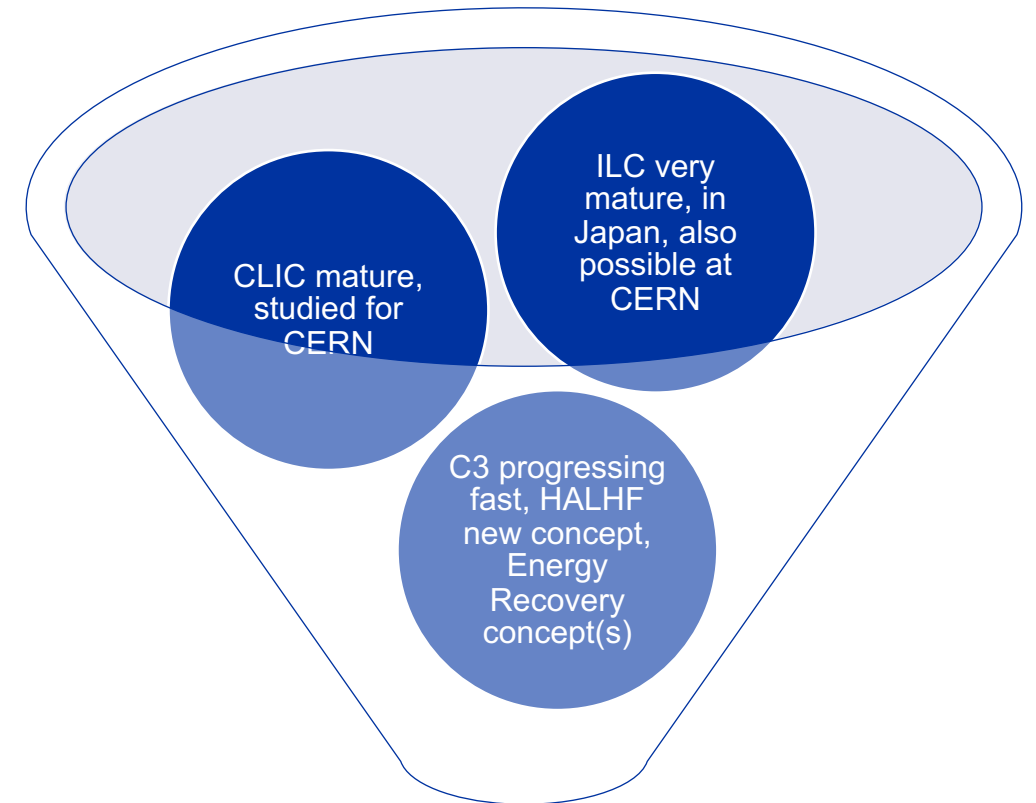 CLIC mature,
studied for
CERN
ILC very
mature, in
Japan, also
possible at
CERN
C3 progressing
fast, HALHF
new concept,
Energy
Recovery
concept(s)